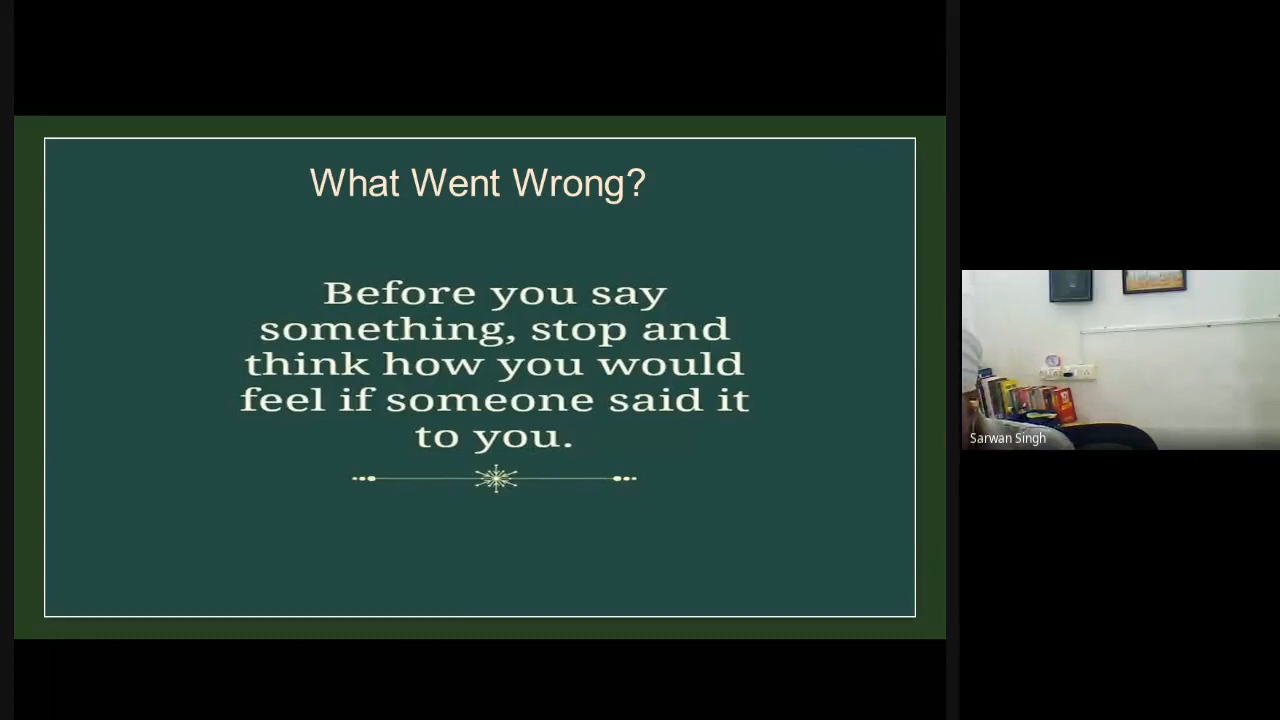 What Went Wrong?
Before you say
something, stop and
think how you would
feel if someone said it
to you.
Sarwan Singh